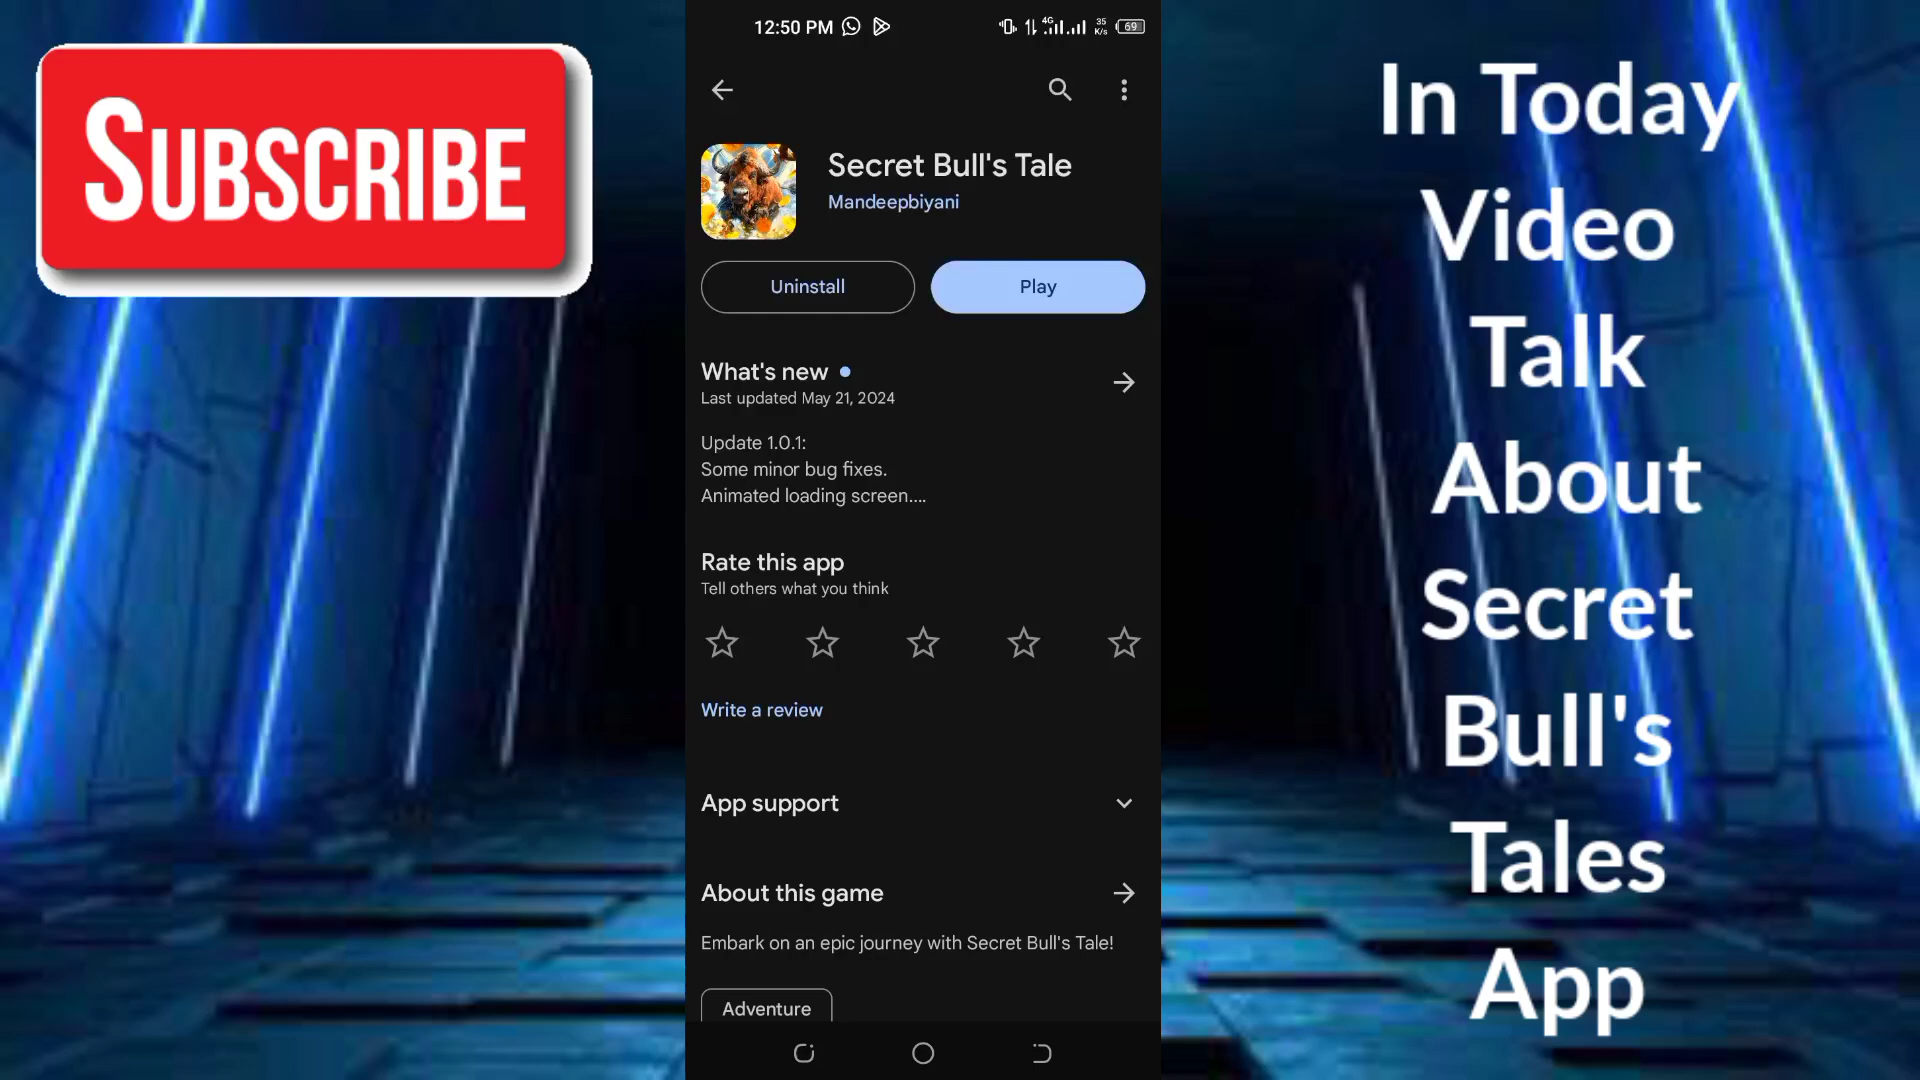 SUBSCRIBE
12:50 PM
4G
35
K/s
69
Secret Bull's Tale
Mandeepbiyani
Uninstall
Play
What's new
Last updated May 21, 2024
Update 1.0.1:
Some minor bug fixes.
Animated loading screen....
Rate this app
Tell others what you think
Write a review
App support
About this game
Embark on an epic journey with Secret Bull's Tale!
Adventure
In Today
Video
Talk
About
Secret
Bull's
Tales
App